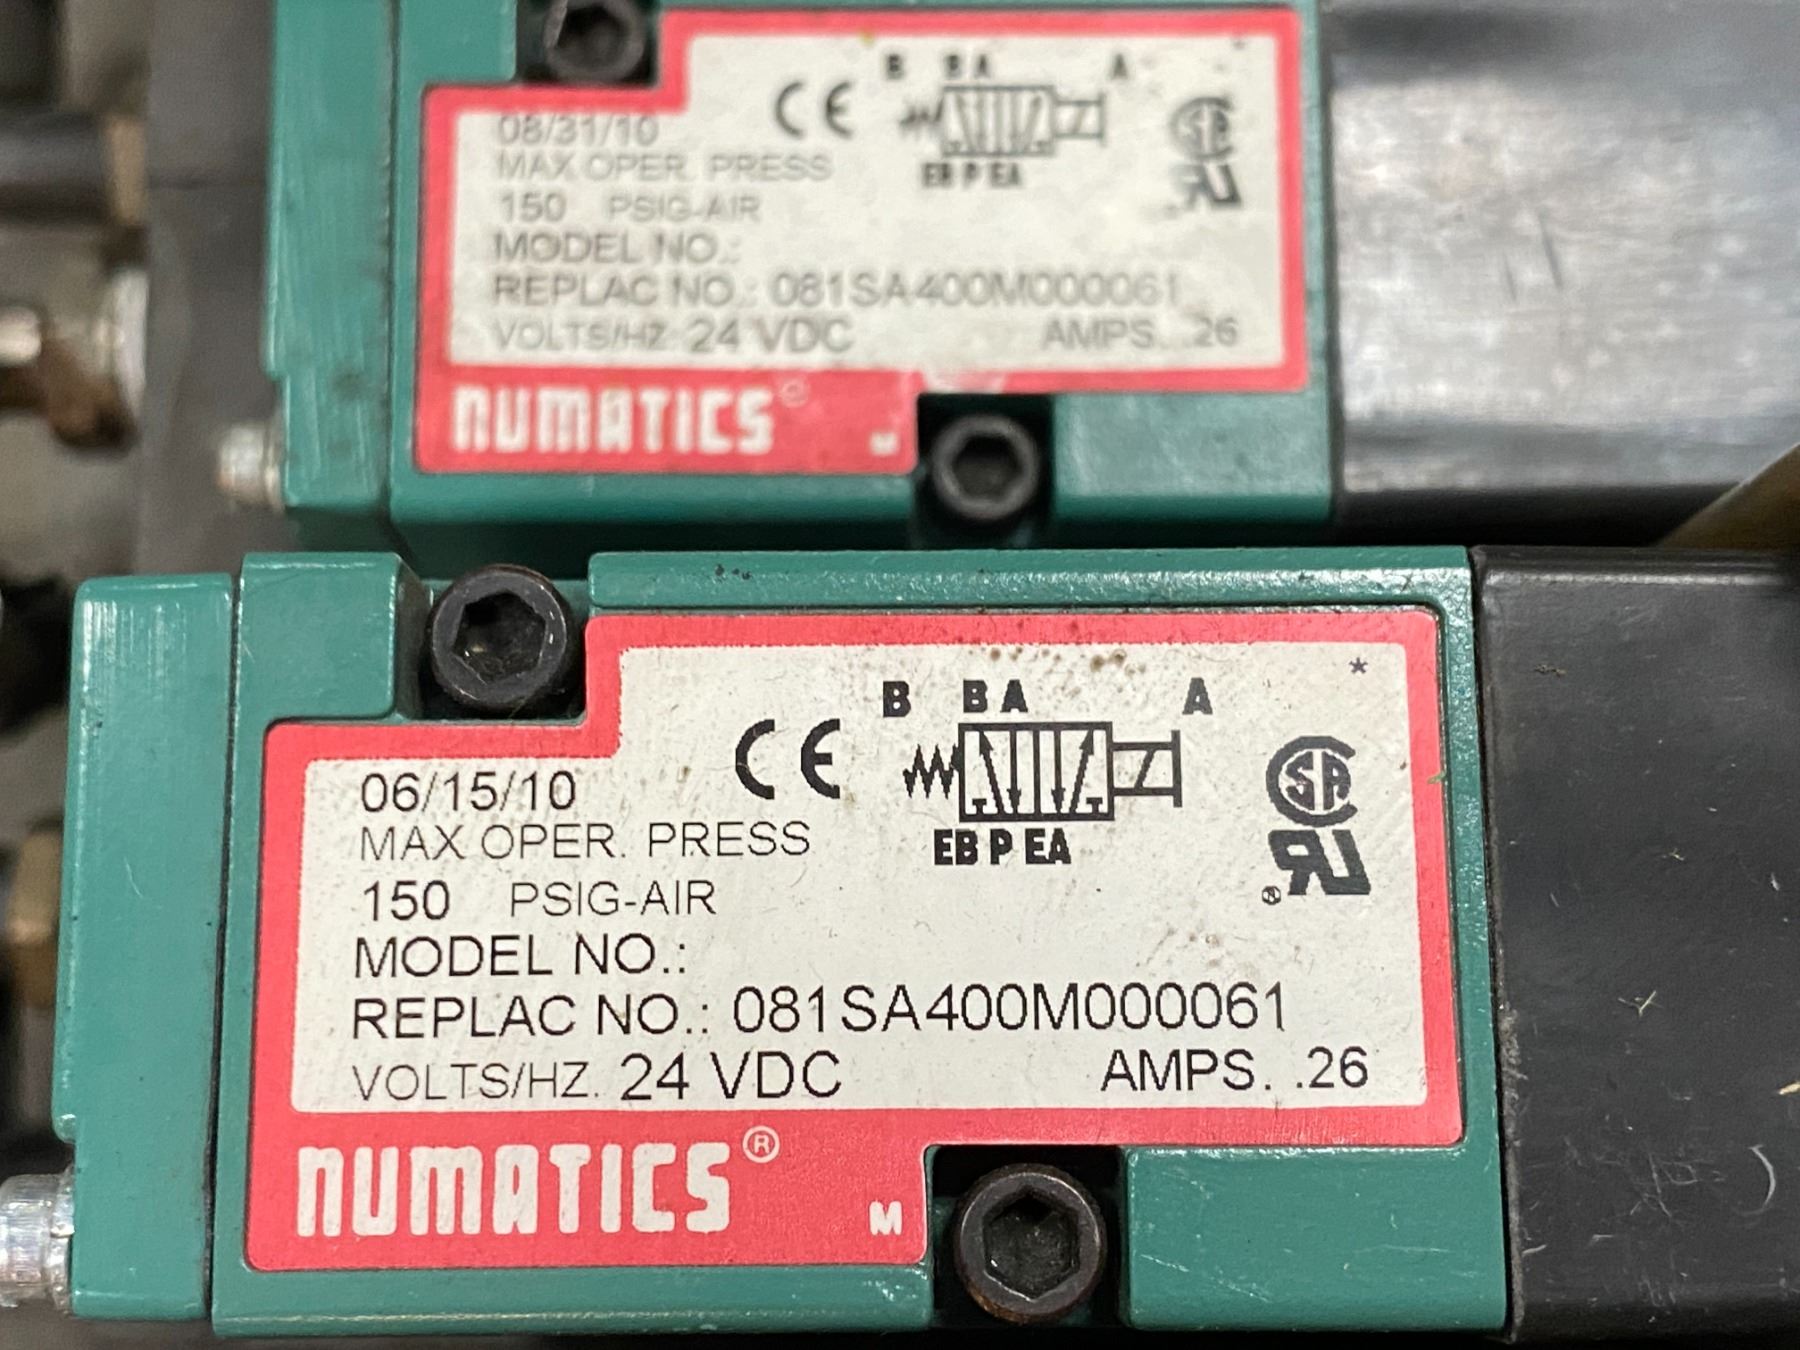 B BA A
08/31/10 CE
MAX OPER. PRESS
EB P EA
150 PSIG-AIR
MODEL NO.:
REPLAC NO.: 081SA400M000061
VOLTS/HZ. 24 VDC AMPS. .26
NUMATICS
M
B B A A
*
06/15/10 CE
MAX OPER. PRESS
EB P EA
150 PSIG-AIR
MODEL NO.:
REPLAC NO.: 081SA400M000061
VOLTS/HZ. 24 VDC AMPS. .26
NUMATICS®
M